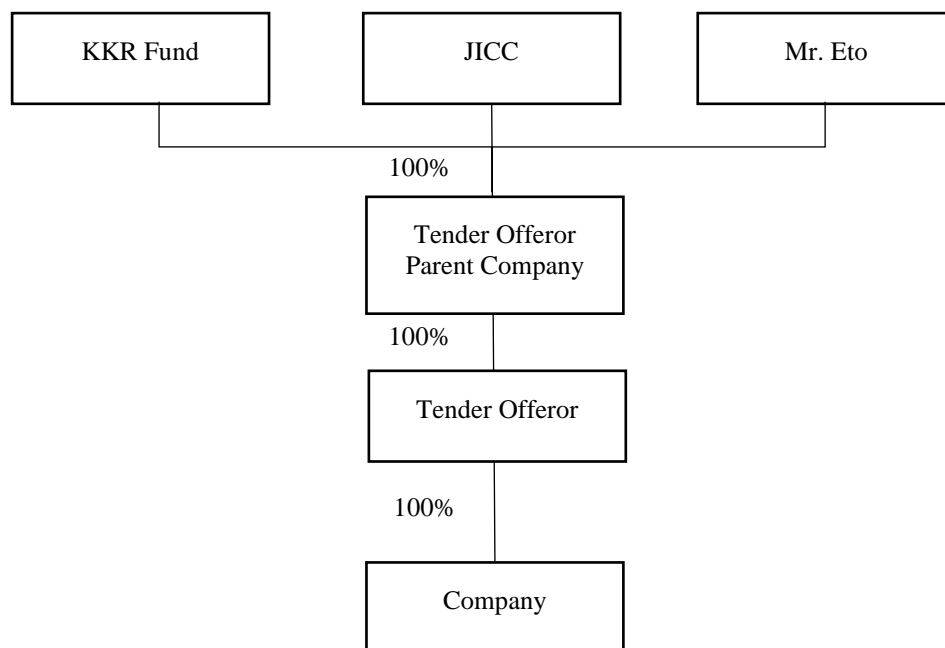 KKR Fund
JICC
Mr. Eto
100%
Tender Offeror
Parent Company
100%
Tender Offeror
100%
Company